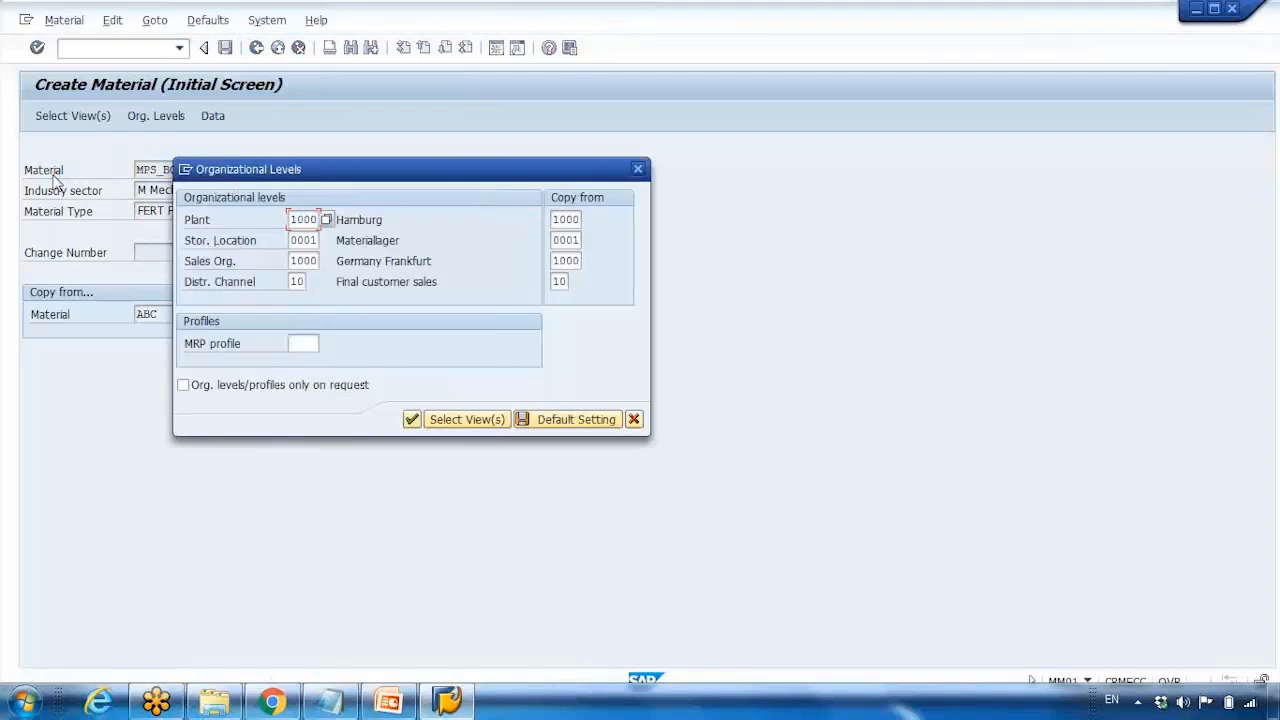 Material Edit Goto Defaults System Help
Create Material (Initial Screen)
Select View(s) Org. Levels Data
Material
Industry sector M
Material Type FERT
Change Number
Copy from...
Material ABC
Organizational Levels
Organizational levels Copy from
Plant 1000 Hamburg 1000
Stor. Location 0001 Materiallager 0001
Sales Org. 1000 Germany Frankfurt 1000
Distr. Channel 10 Final customer sales 10
Profiles
MRP profile
Org. levels/profiles only on request
Select View(s) Default Setting
SAP
MM01 CRMECC OVR
EN